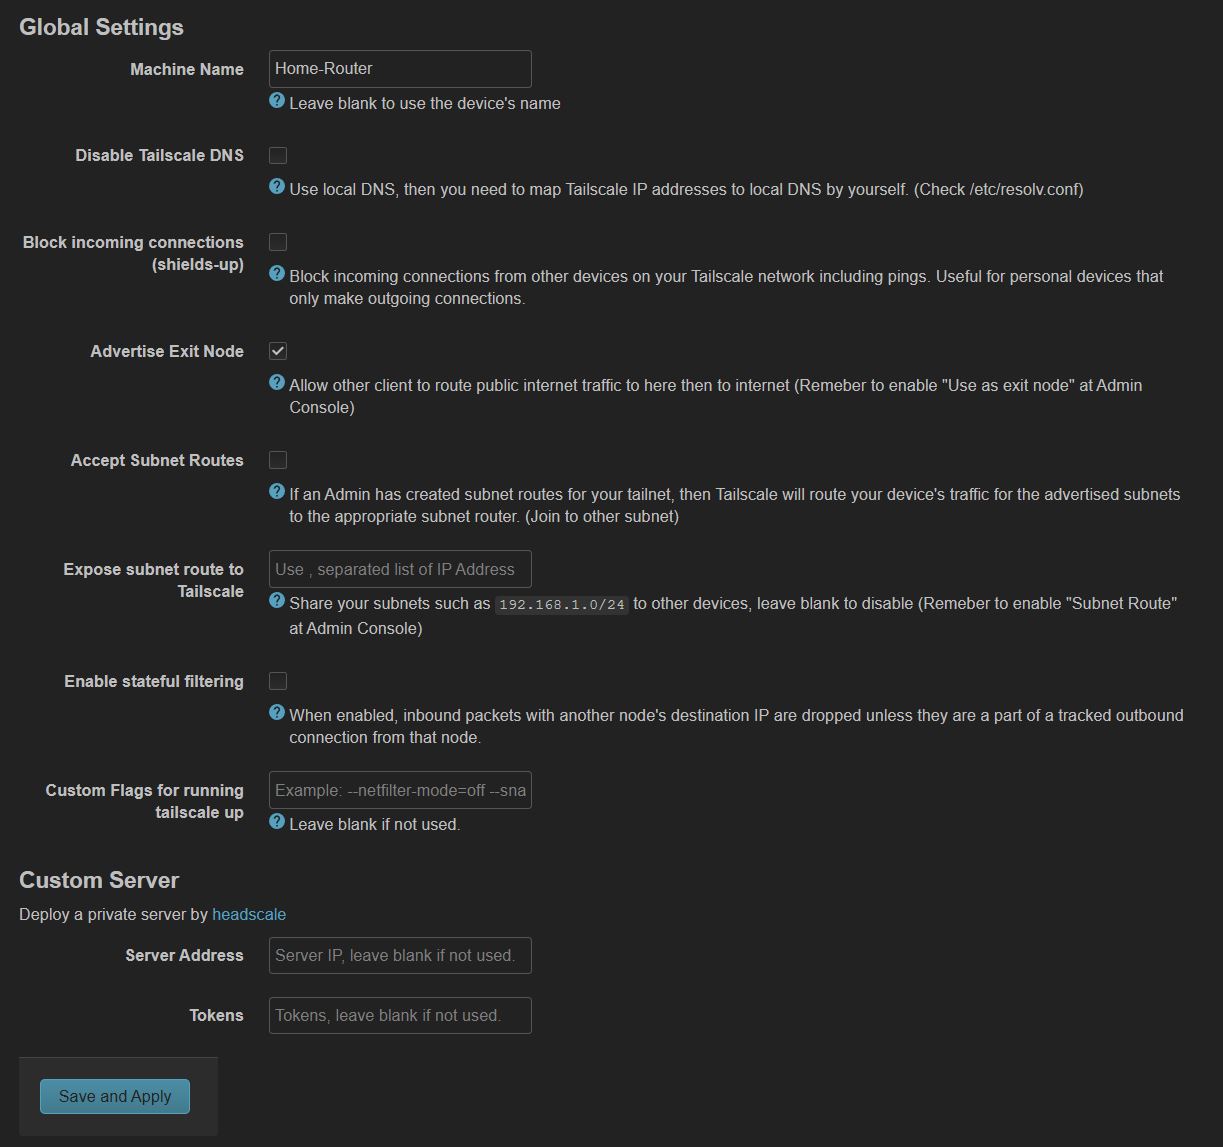 Global Settings
Machine Name
Home-Router
Leave blank to use the device's name
Disable Tailscale DNS
Use local DNS, then you need to map Tailscale IP addresses to local DNS by yourself. (Check /etc/resolv.conf)
Block incoming connections
(shields-up)
Block incoming connections from other devices on your Tailscale network including pings. Useful for personal devices that
only make outgoing connections.
Advertise Exit Node
Allow other client to route public internet traffic to here then to internet (Remeber to enable "Use as exit node" at Admin
Console)
Accept Subnet Routes
If an Admin has created subnet routes for your tailnet, then Tailscale will route your device's traffic for the advertised subnets
to the appropriate subnet router. (Join to other subnet)
Expose subnet route to
Tailscale
Use , separated list of IP Address
Share your subnets such as 192.168.1.0/24 to other devices, leave blank to disable (Remeber to enable "Subnet Route"
at Admin Console)
Enable stateful filtering
When enabled, inbound packets with another node's destination IP are dropped unless they are a part of a tracked outbound
connection from that node.
Custom Flags for running
tailscale up
Example: --netfilter-mode=off --sna
Leave blank if not used.
Custom Server
Deploy a private server by headscale
Server Address
Server IP, leave blank if not used.
Tokens
Tokens, leave blank if not used.
Save and Apply